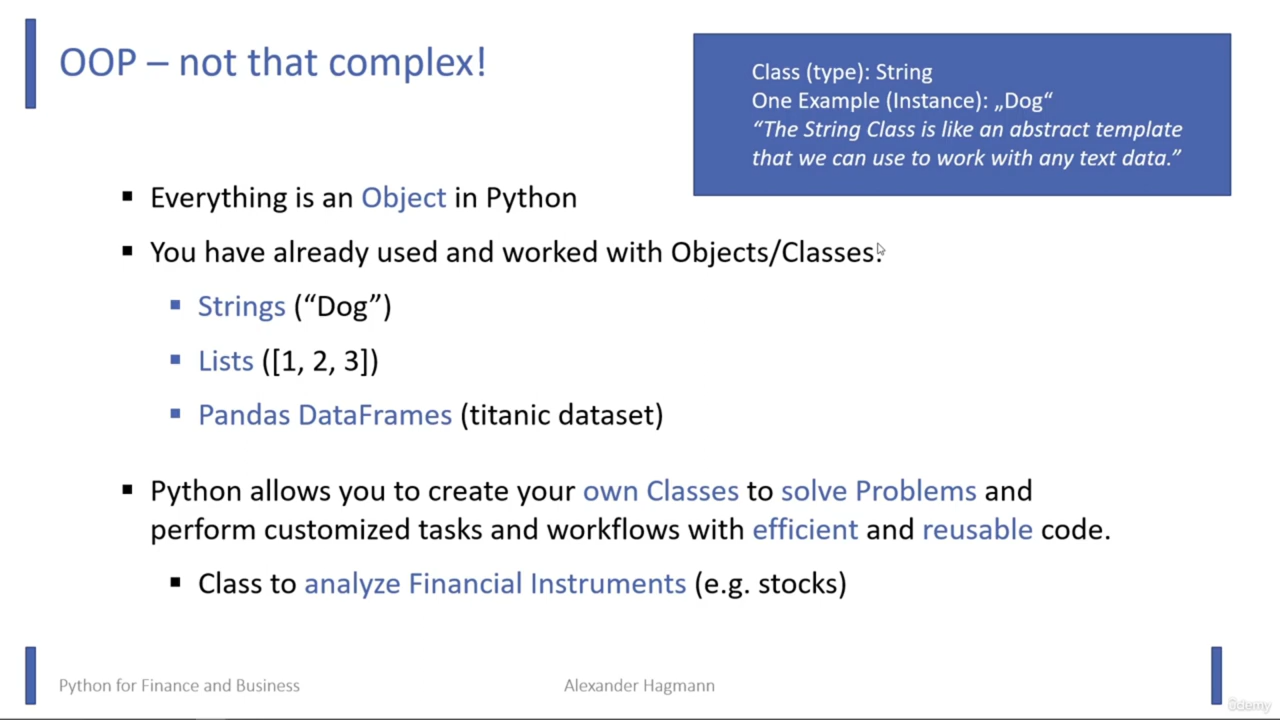 OOP – not that complex!
Class (type): String
One Example (Instance): „Dog“
“The String Class is like an abstract template
that we can use to work with any text data.”
▪ Everything is an Object in Python
▪ You have already used and worked with Objects/Classes:
▪ Strings (“Dog”)
▪ Lists ([1, 2, 3])
▪ Pandas DataFrames (titanic dataset)
▪ Python allows you to create your own Classes to solve Problems and
perform customized tasks and workflows with efficient and reusable code.
▪ Class to analyze Financial Instruments (e.g. stocks)
Python for Finance and Business
Alexander Hagmann
ûdemy